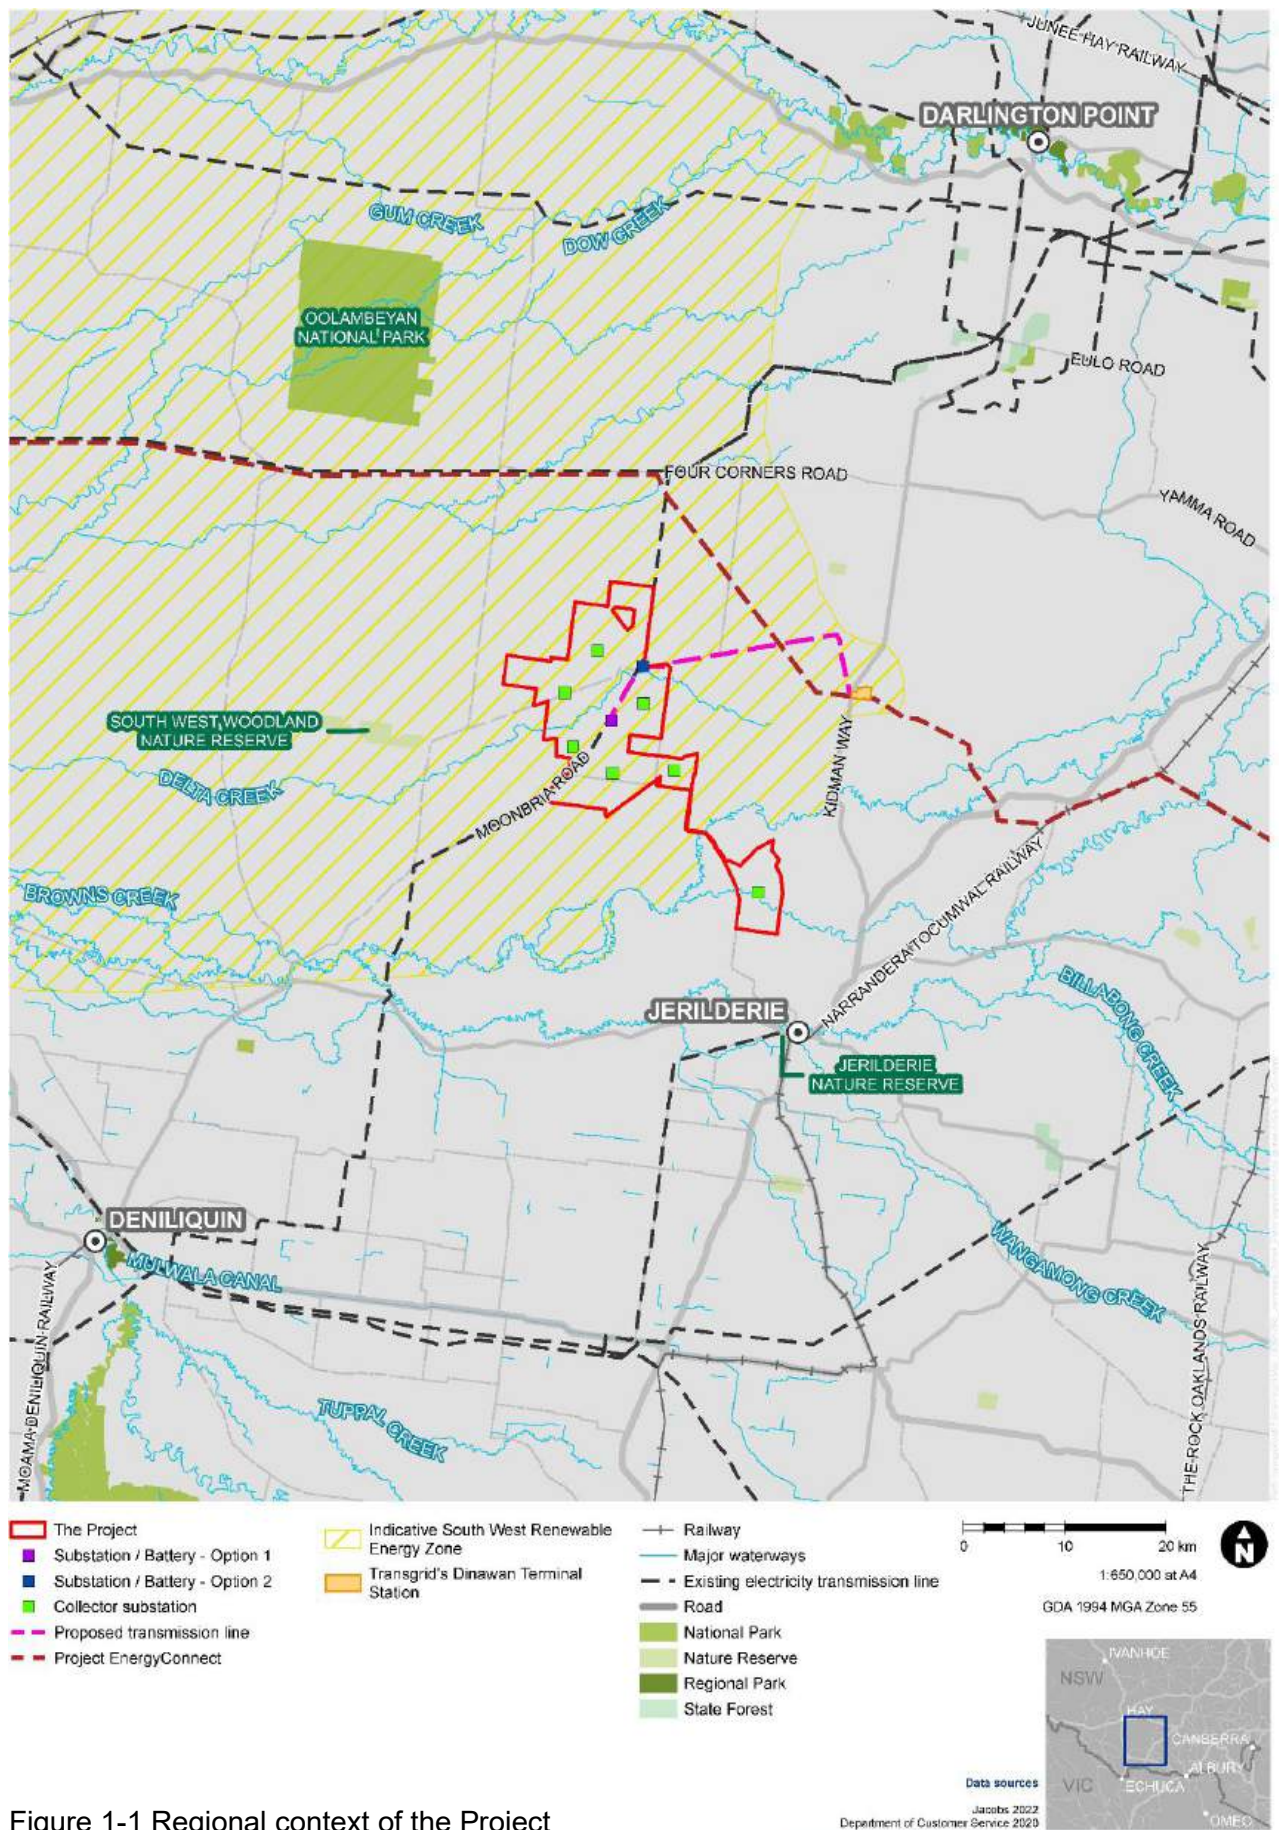 JUNEE HAY RAILWAY
DARLINGTON POINT
GUM CREEK
DOW CREEK
OOLAMBEYAN
NATIONAL PARK
EULO ROAD
FOUR CORNERS ROAD
YAMMA ROAD
SOUTH WEST WOODLAND
NATURE RESERVE
DELTA CREEK
MOONBRIA ROAD
KIDMAN WAY
BROWNS CREEK
NARRANDERA TOCUMWAL RAILWAY
BILLABONG CREEK
JERILDERIE
JERILDERIE
NATURE RESERVE
DENILIQUIN
MULWALA CANAL
WANGAMONG CREEK
MOAMA-DENILIQUIN RAILWAY
TUPPAL CREEK
THE ROCK OAKLANDS RAILWAY
The Project
Substation / Battery - Option 1
Substation / Battery - Option 2
Collector substation
Proposed transmission line
Project EnergyConnect
Indicative South West Renewable
Energy Zone
Transgrid's Dinawan Terminal
Station
Railway
Major waterways
Existing electricity transmission line
Road
National Park
Nature Reserve
Regional Park
State Forest
0 10 20 km
N
1:650,000 at A4
GDA 1994 MGA Zone 55
IVANHOE
NSW
HAY
CANBERRA
ALBURY
VIC
ECHUCA
OMEO
Data sources
Jacobs 2022
Department of Customer Service 2020
Figure 1-1 Regional context of the Project